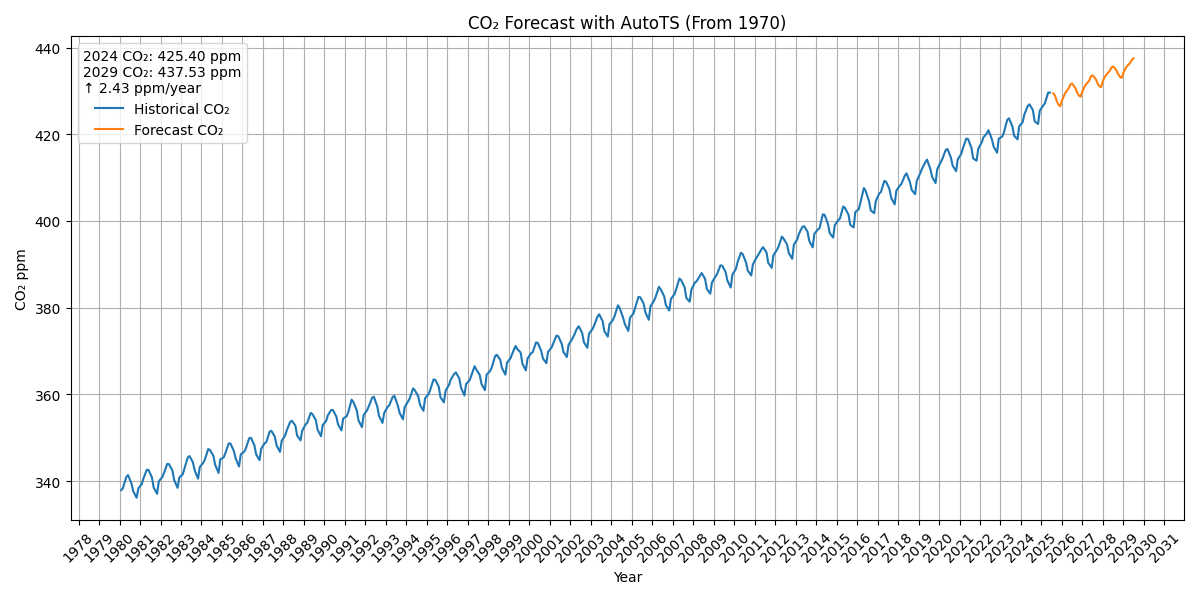 CO₂ Forecast with AutoTS (From 1970)
2024 CO₂: 425.40 ppm
2029 CO₂: 437.53 ppm
↑ 2.43 ppm/year
Historical CO₂
Forecast CO₂
CO₂ ppm
440
420
400
380
360
340
1978 1979 1980 1981 1982 1983 1984 1985 1986 1987 1988 1989 1990 1991 1992 1993 1994 1995 1996 1997 1998 1999 2000 2001 2002 2003 2004 2005 2006 2007 2008 2009 2010 2011 2012 2013 2014 2015 2016 2017 2018 2019 2020 2021 2022 2023 2024 2025 2026 2027 2028 2029 2030 2031
Year